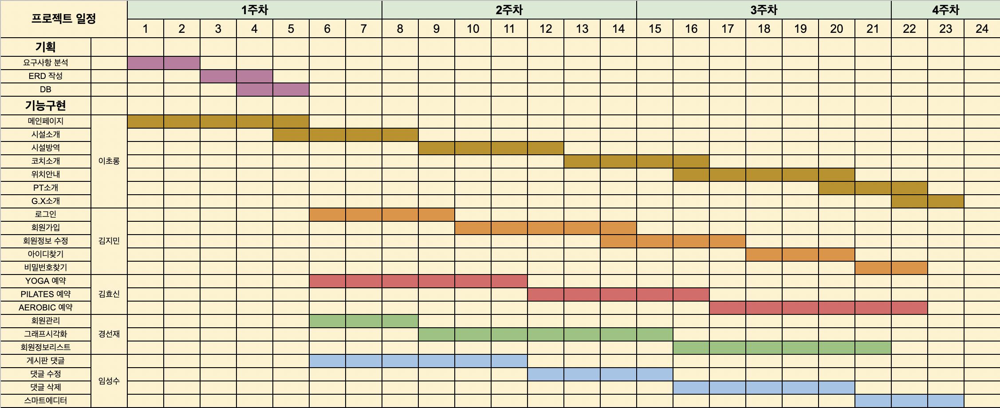 프로젝트 일정
1주차 2주차 3주차 4주차
1 2 3 4 5 6 7 8 9 10 11 12 13 14 15 16 17 18 19 20 21 22 23 24
기획
요구사항 분석
ERD 작성
DB
기능구현
메인페이지
시설소개
시설방역
코치소개
이초롱
위치안내
PT소개
G.X소개
로그인
회원가입
회원정보 수정
김지민
아이디찾기
비밀번호찾기
YOGA 예약
PILATES 예약
김효신
AEROBIC 예약
회원관리
그래프시각화
경선재
회원정보리스트
게시판 댓글
댓글 수정
임성수
댓글 삭제
스마트에디터